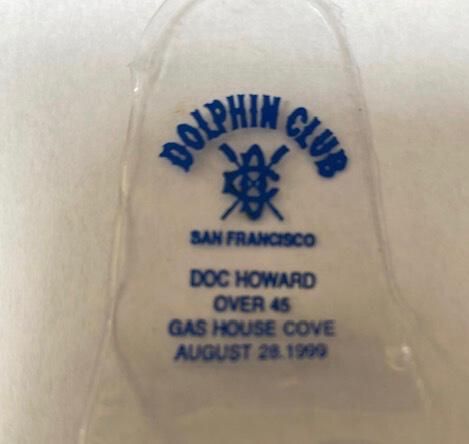 DOLPHIN CLUB
SAN FRANCISCO
DOC HOWARD
OVER 45
GAS HOUSE COVE
AUGUST 28.1999